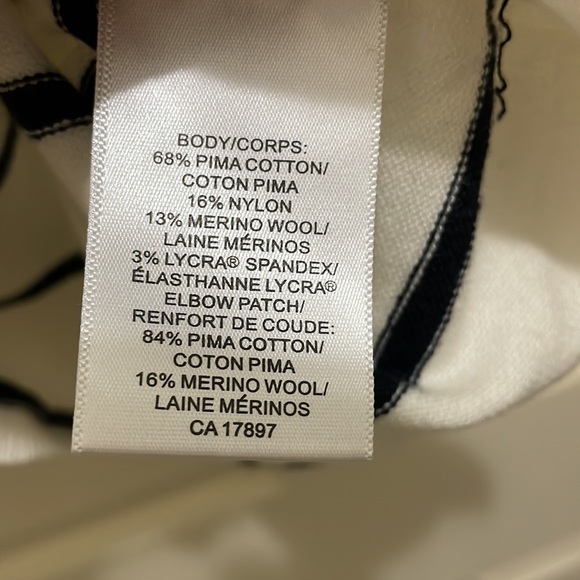 BODY/CORPS:
68% PIMA COTTON/
COTON PIMA
16% NYLON
13% MERINO WOOL/
LAINE MÉRINOS
3% LYCRA® SPANDEX/
ÉLASTHANNE LYCRA®
ELBOW PATCH/
RENFORT DE COUDE:
84% PIMA COTTON/
COTON PIMA
16% MERINO WOOL/
LAINE MÉRINOS
CA 17897